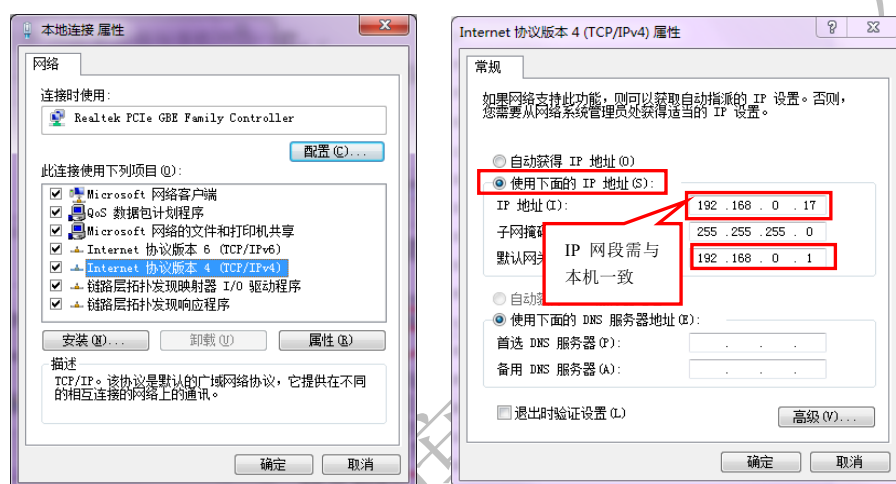 本地连接 属性
网络
连接时使用:
Realtek PCIe GBE Family Controller
配置(C)...
此连接使用下列项目(O):
Microsoft 网络客户端
QoS 数据包计划程序
Microsoft 网络的文件和打印机共享
Internet 协议版本 6 (TCP/IPv6)
Internet 协议版本 4 (TCP/IPv4)
链路层拓扑发现映射器 I/O 驱动程序
链路层拓扑发现响应程序
安装(N)...
卸载(U)
属性(R)
描述
TCP/IP。该协议是默认的广域网络协议，它提供在不同
的相互连接的网络上的通讯。
确定
取消
Internet 协议版本 4 (TCP/IPv4) 属性
常规
如果网络支持此功能，则可以获取自动指派的 IP 设置。否则，
您需要从网络系统管理员处获得适当的 IP 设置。
自动获得 IP 地址(O)
使用下面的 IP 地址(S):
IP 地址(I):
192 .168 . 0 . 17
子网掩码
255 .255 .255 . 0
默认网关
192 .168 . 0 . 1
IP 网段需与
本机一致
自动
使用下面的 DNS 服务器地址(E):
首选 DNS 服务器(P):
备用 DNS 服务器(A):
退出时验证设置(L)
高级(V)...
确定
取消